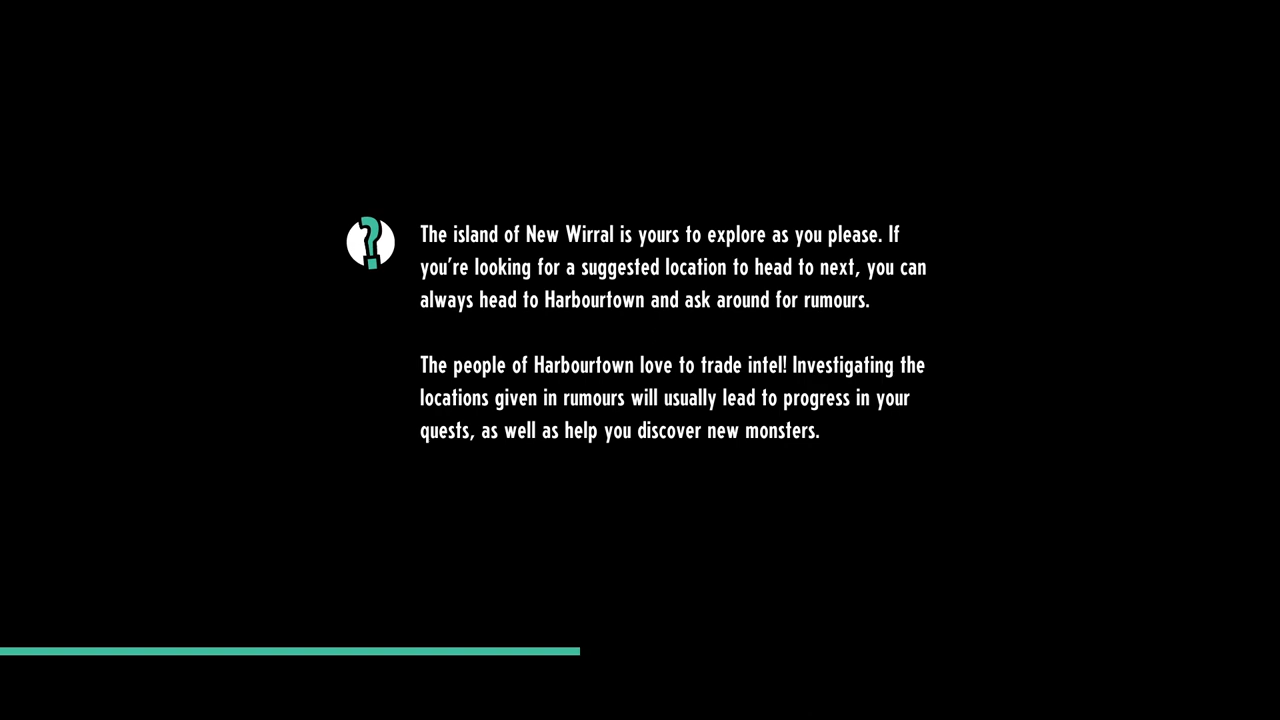 The island of New Wirral is yours to explore as you please. If
you're looking for a suggested location to head to next, you can
always head to Harbourtown and ask around for rumours.
The people of Harbourtown love to trade intel! Investigating the
locations given in rumours will usually lead to progress in your
quests, as well as help you discover new monsters.